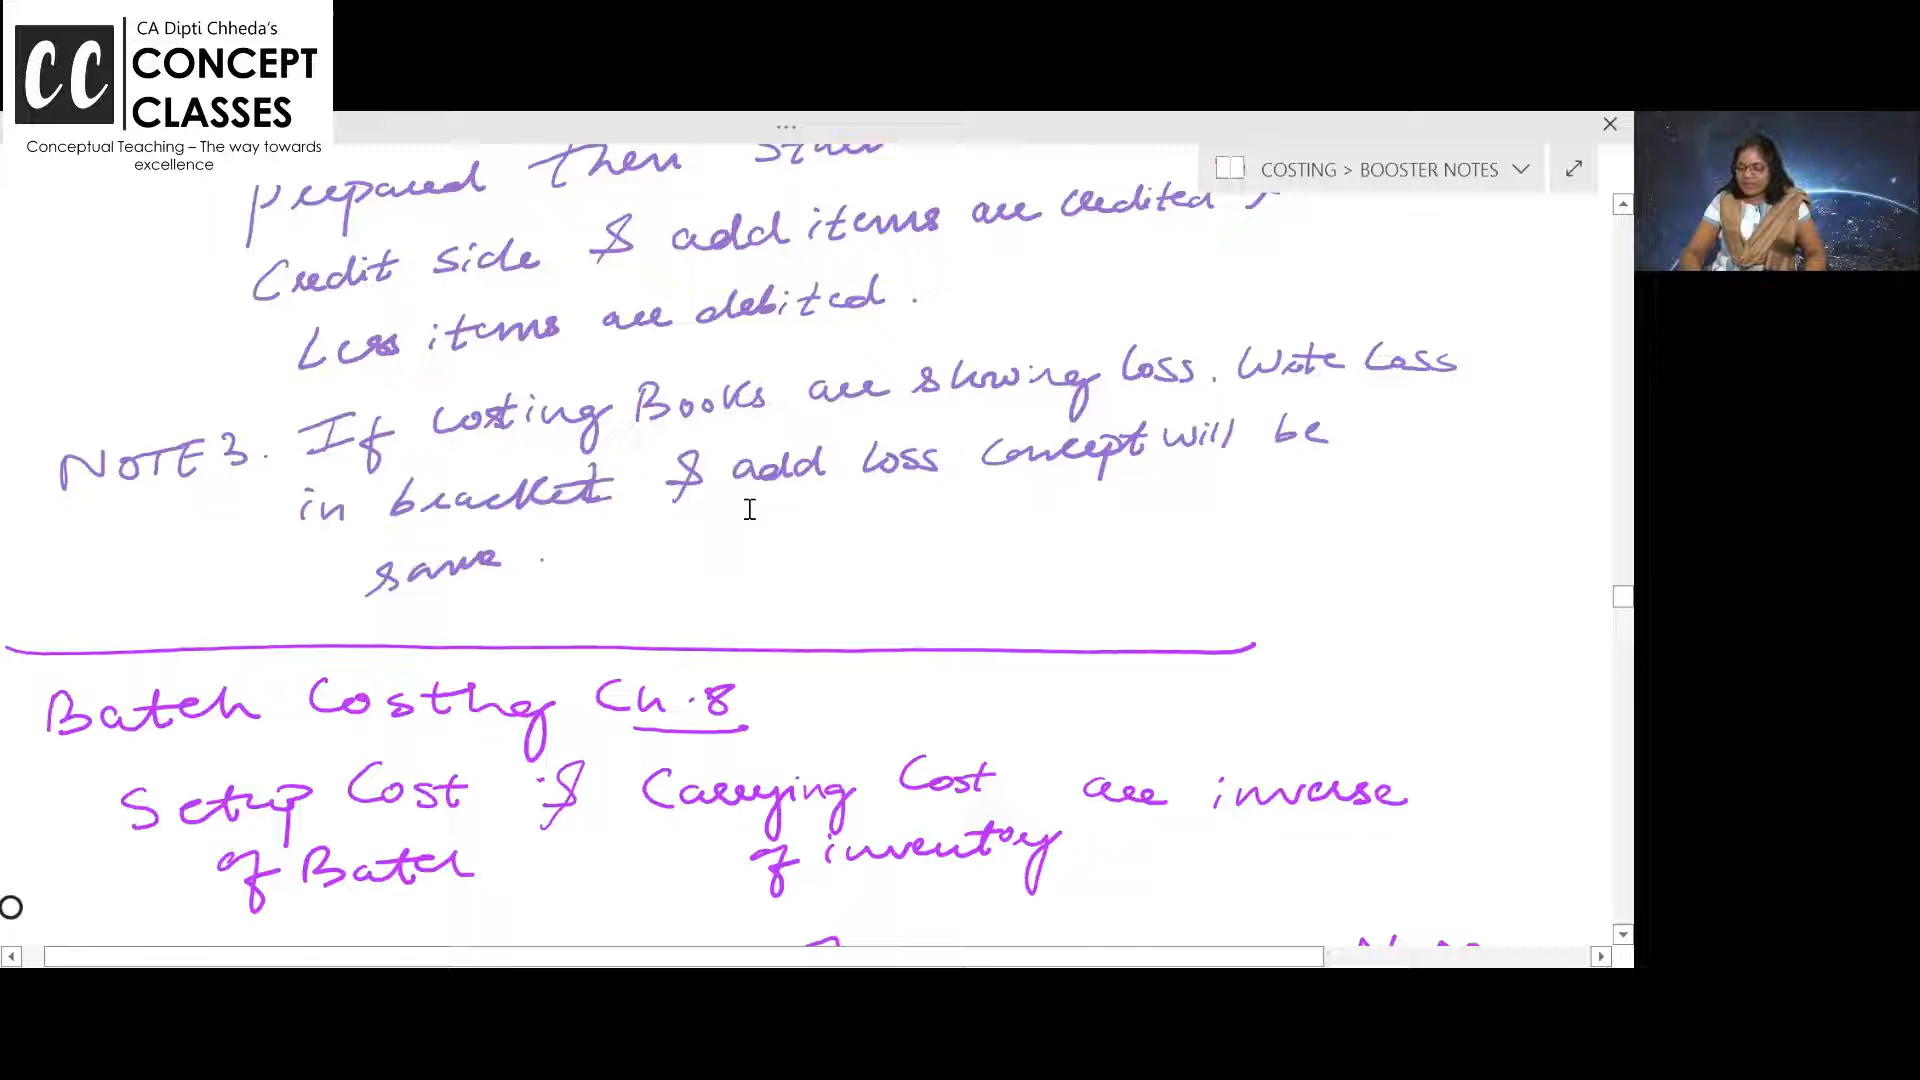 CA Dipti Chheda's
CC CONCEPT
CLASSES
Conceptual Teaching – The way towards
excellence
COSTING > BOOSTER NOTES
prepared then
Credit side & add items are credited &
Less items are debited.
NOTE 3. If costing Books are showing loss. Write Loss
in bracket & add loss concept will be
same.
Batch Costing Ch. 8
Setup Cost & Carrying Cost are inverse
of Batch of inventory